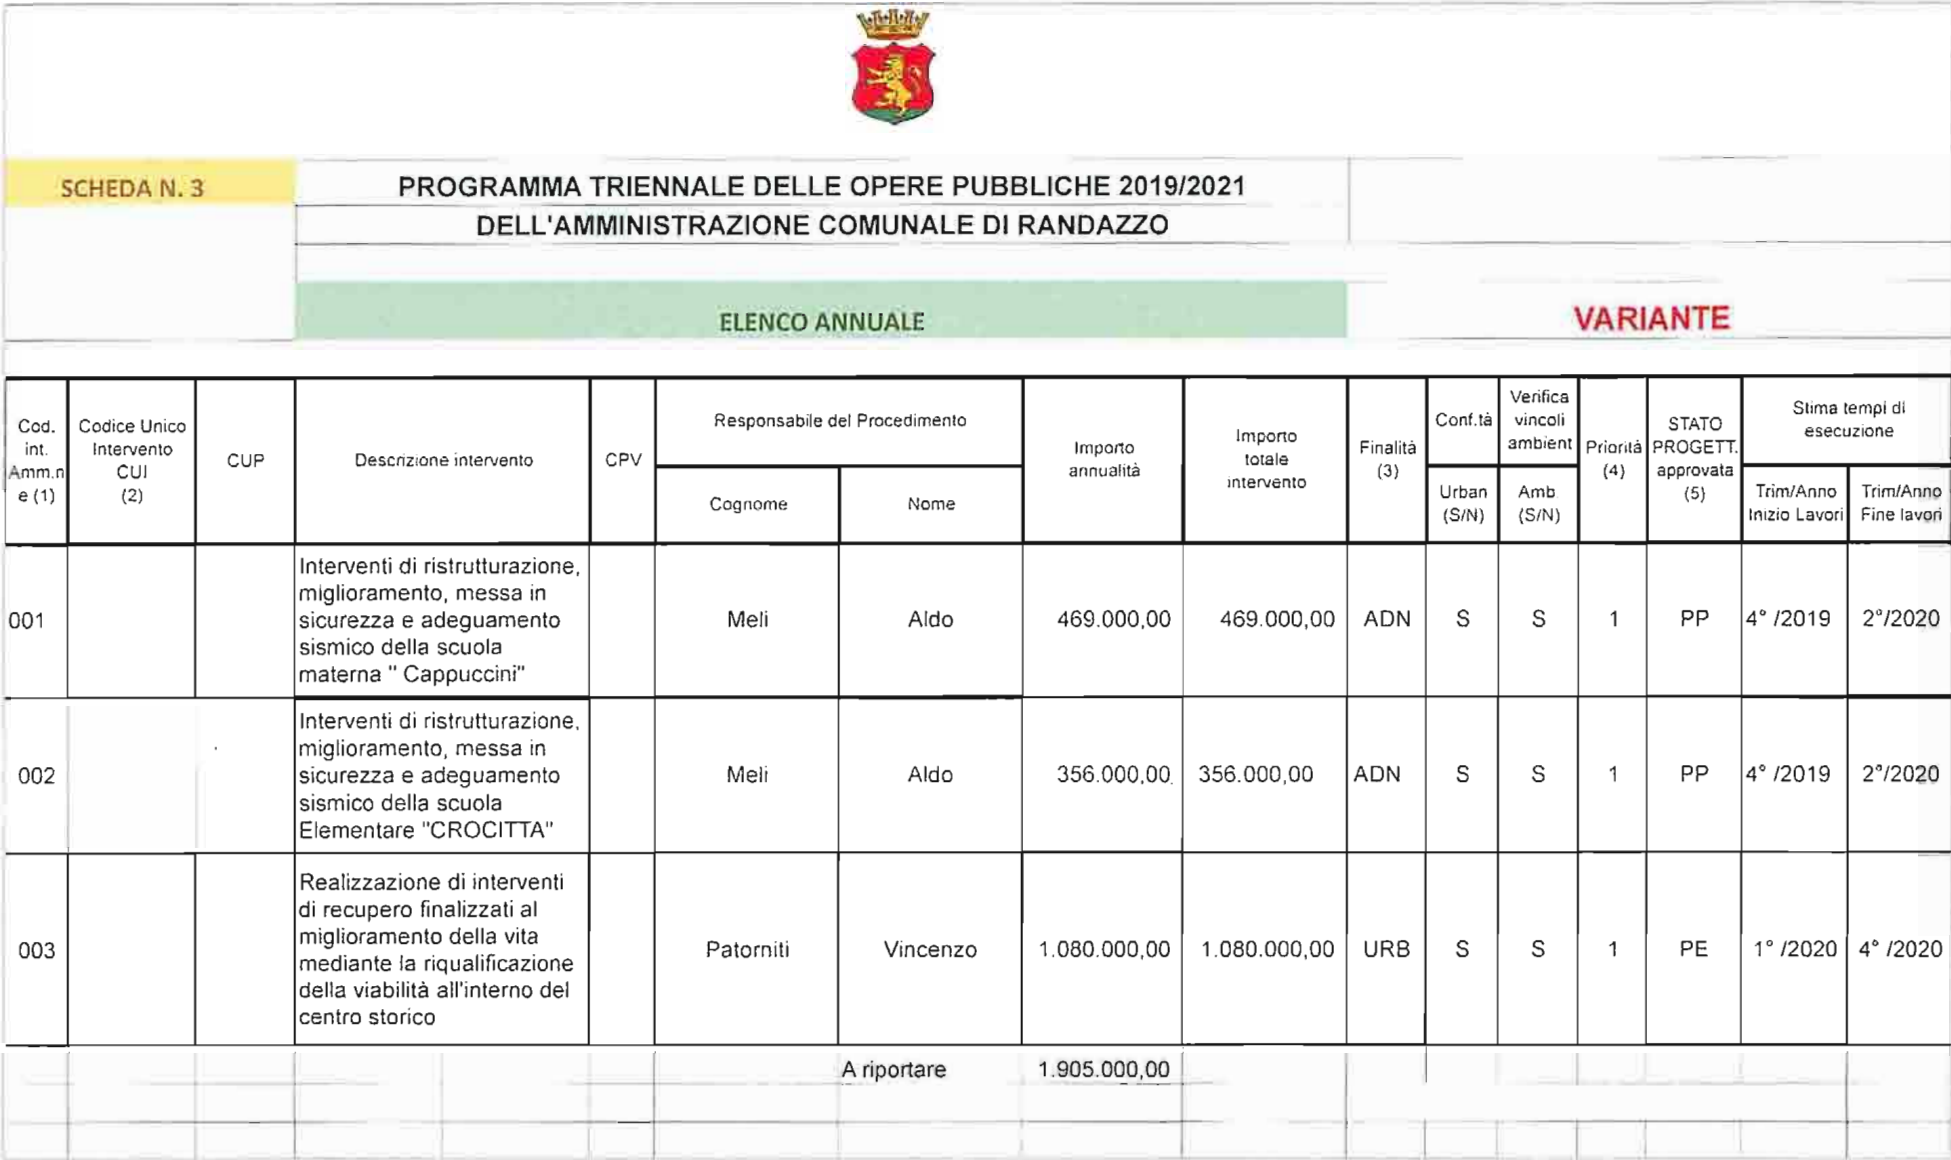 SCHEDA N. 3
PROGRAMMA TRIENNALE DELLE OPERE PUBBLICHE 2019/2021
DELL'AMMINISTRAZIONE COMUNALE DI RANDAZZO
ELENCO ANNUALE
VARIANTE
Cod.
int.
Amm.n
e (1)
Codice Unico
Intervento
CUI
(2)
CUP
Descrizione intervento
CPV
Responsabile del Procedimento
Cognome
Nome
Importo
annualità
Importo
totale
intervento
Finalità
(3)
Conf.tà
Urban
(S/N)
Verifica
vincoli
ambient
Amb
(S/N)
Priorità
(4)
STATO
PROGETT.
approvata
(5)
Stima tempi di
esecuzione
Trim/Anno
Inizio Lavori
Trim/Anno
Fine lavori
001
Interventi di ristrutturazione,
miglioramento, messa in
sicurezza e adeguamento
sismico della scuola
materna " Cappuccini"
Meli
Aldo
469.000,00
469.000,00
ADN
S
S
1
PP
4° /2019
2°/2020
002
Interventi di ristrutturazione,
miglioramento, messa in
sicurezza e adeguamento
sismico della scuola
Elementare "CROCITTA"
Meli
Aldo
356.000,00
356.000,00
ADN
S
S
1
PP
4° /2019
2°/2020
003
Realizzazione di interventi
di recupero finalizzati al
miglioramento della vita
mediante la riqualificazione
della viabilità all'interno del
centro storico
Patorniti
Vincenzo
1.080.000,00
1.080.000,00
URB
S
S
1
PE
1° /2020
4° /2020
A riportare
1.905.000,00